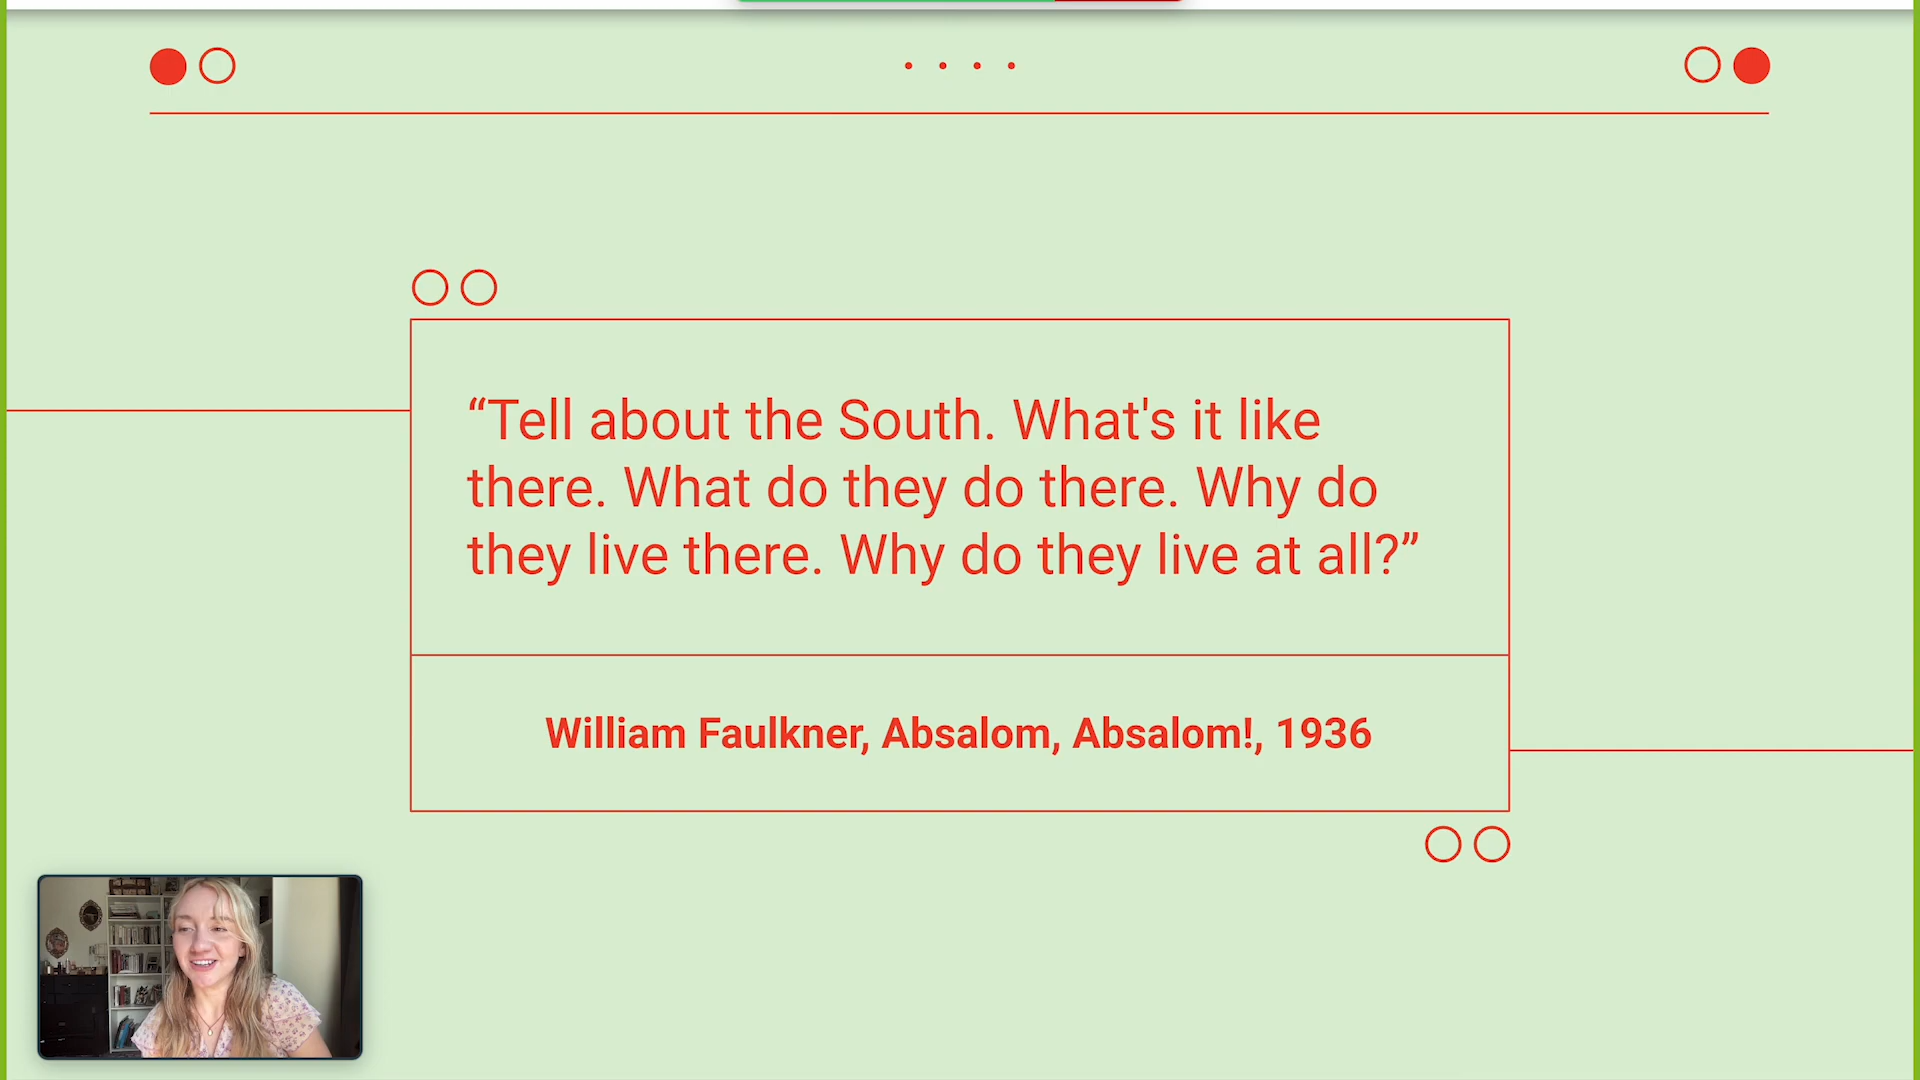 “Tell about the South. What's it like
there. What do they do there. Why do
they live there. Why do they live at all?”
William Faulkner, Absalom, Absalom!, 1936